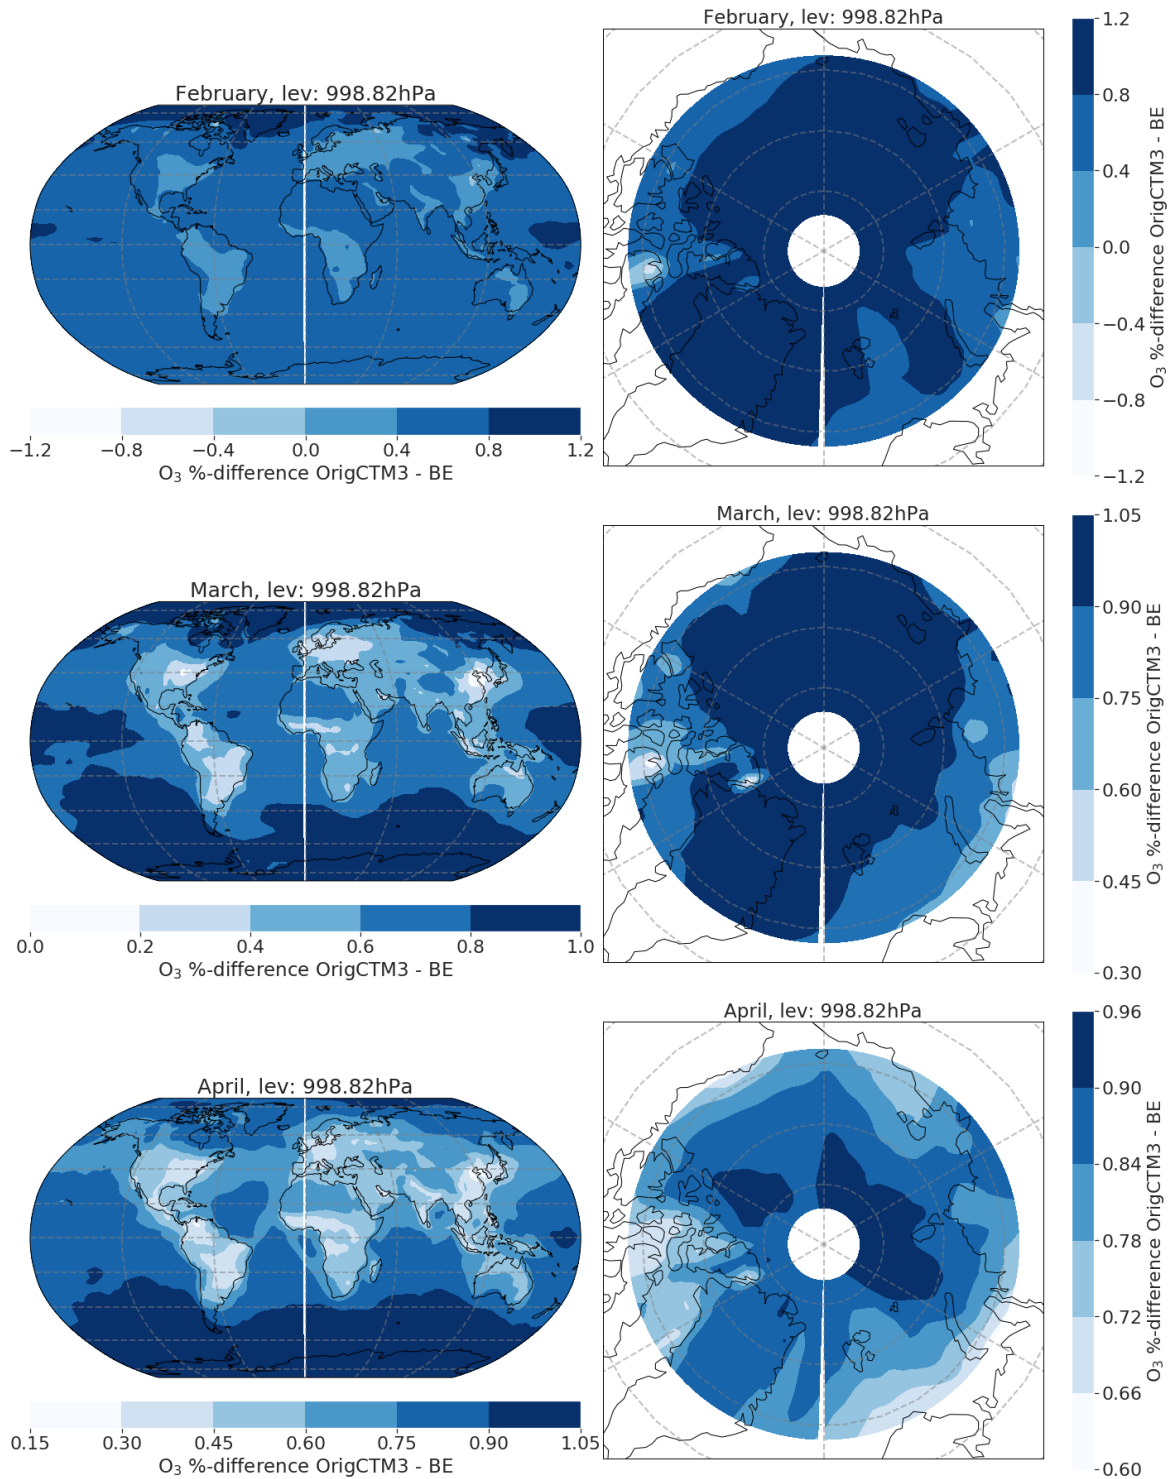 February, lev: 998.82hPa
−1.2 −0.8 −0.4 0.0 0.4 0.8 1.2
O₃ %-difference OrigCTM3 - BE
February, lev: 998.82hPa
1.2
0.8
0.4
0.0
−0.4
−0.8
−1.2
O₃ %-difference OrigCTM3 - BE
March, lev: 998.82hPa
0.0 0.2 0.4 0.6 0.8 1.0
O₃ %-difference OrigCTM3 - BE
March, lev: 998.82hPa
1.05
0.90
0.75
0.60
0.45
0.30
O₃ %-difference OrigCTM3 - BE
April, lev: 998.82hPa
0.15 0.30 0.45 0.60 0.75 0.90 1.05
O₃ %-difference OrigCTM3 - BE
April, lev: 998.82hPa
0.96
0.90
0.84
0.78
0.72
0.66
0.60
O₃ %-difference OrigCTM3 - BE